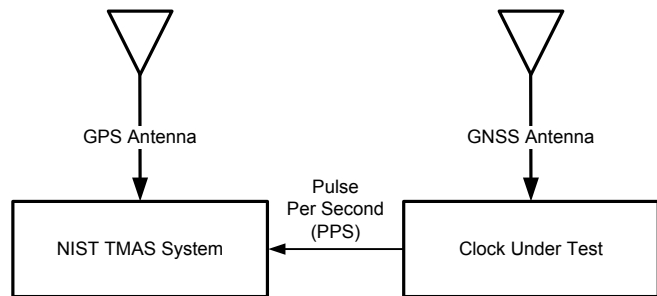 GPS Antenna
GNSS Antenna
Pulse
Per Second
(PPS)
NIST TMAS System
Clock Under Test